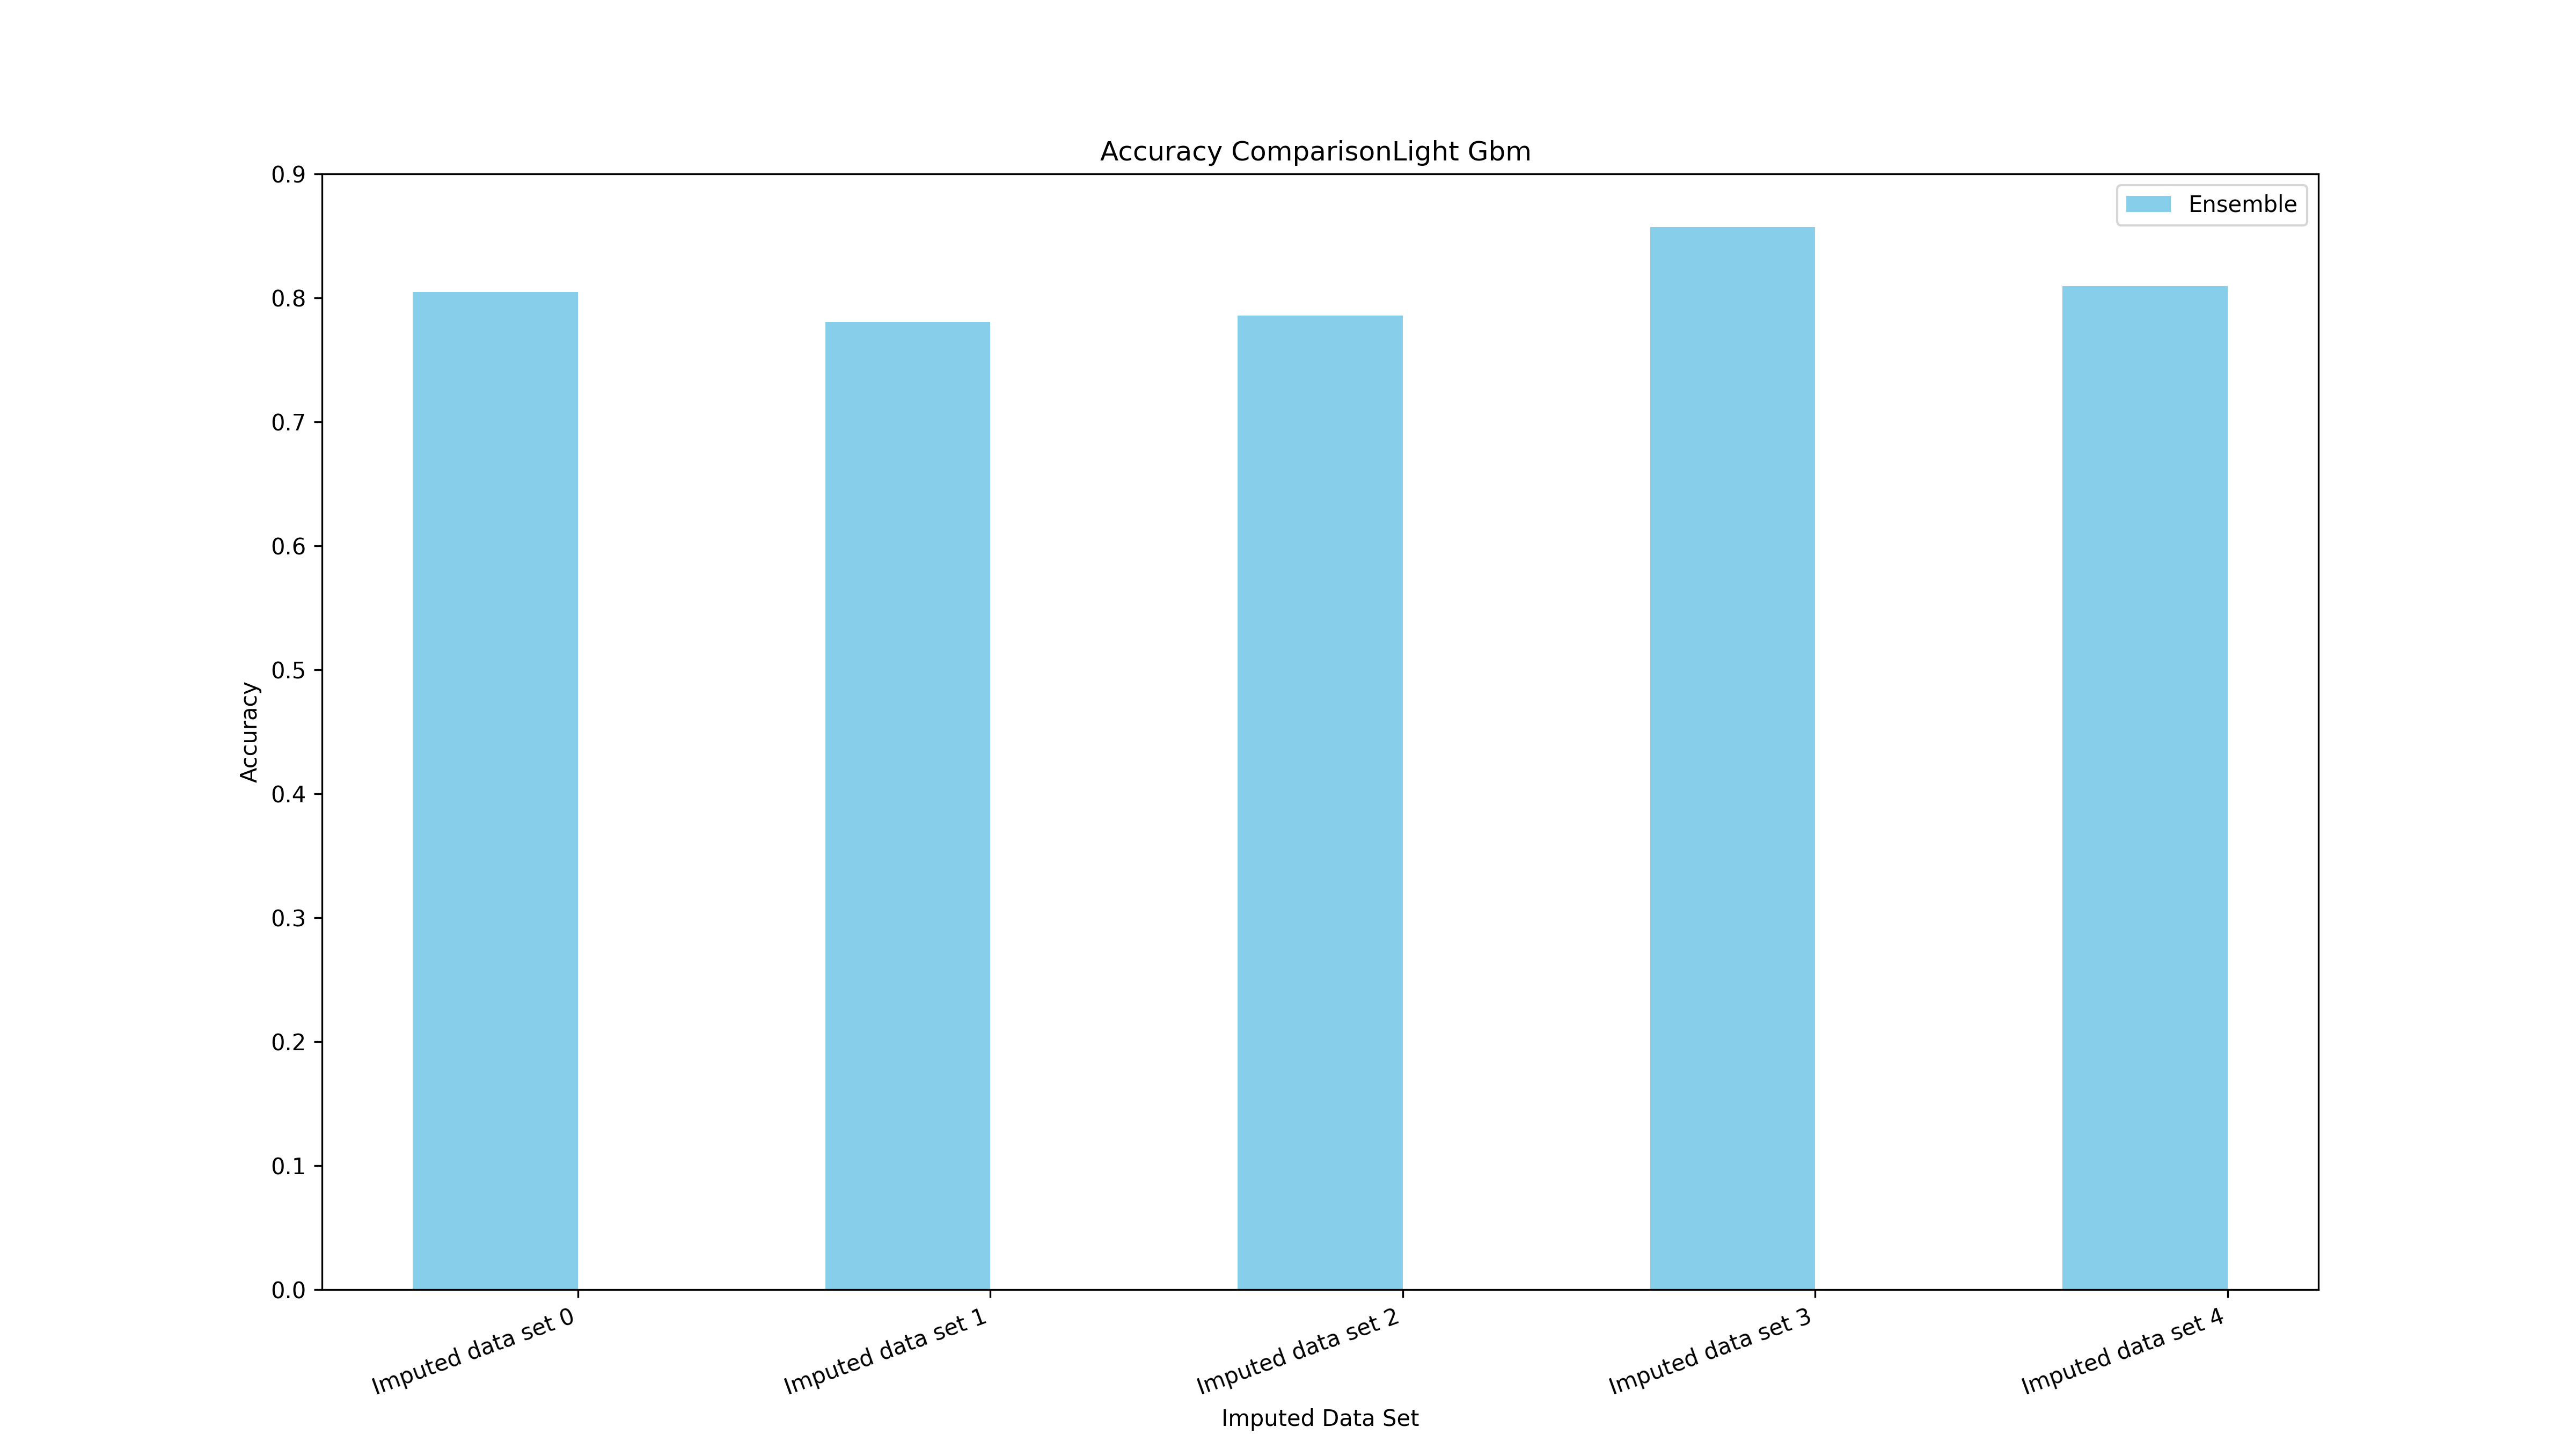 Accuracy ComparisonLight Gbm
Ensemble
0.9
0.8
0.7
0.6
0.5
0.4
0.3
0.2
0.1
0.0
Accuracy
Imputed data set 0
Imputed data set 1
Imputed data set 2
Imputed data set 3
Imputed data set 4
Imputed Data Set